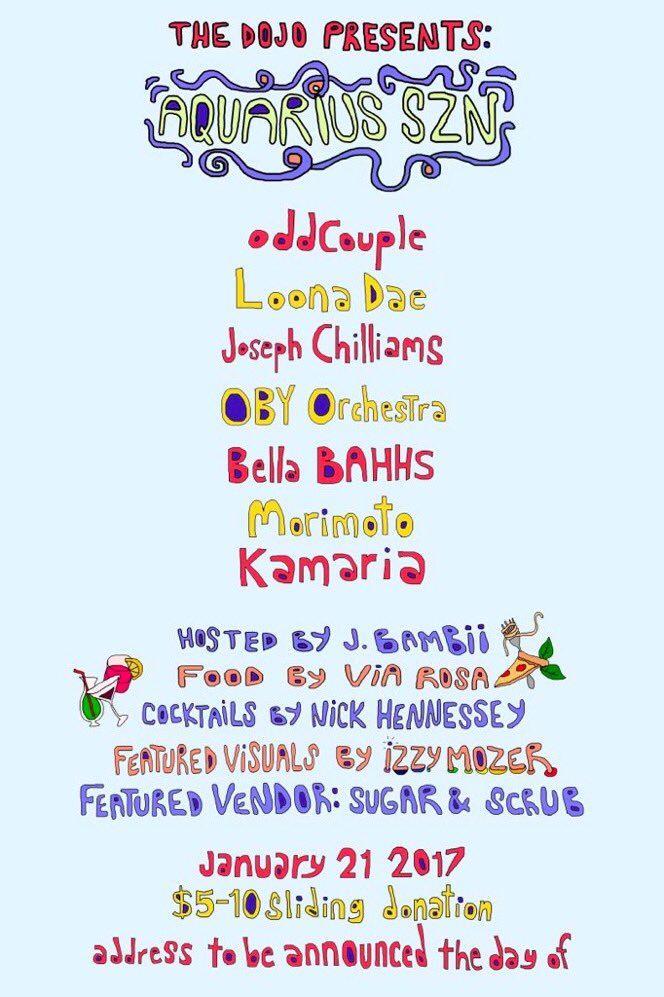 THE DOJO PRESENTS:
AQUARIUS SZN
oddCouple
Loona Dae
Joseph Chilliams
OBY Orchestra
Bella BAHHS
Morimoto
Kamaria
HOSTED BY J. BAMBii
FOOD BY ViA ROSA
COCKTAiLS BY NiCK HENNESSEY
FEATURED ViSUALS BY iZZY MOZER
FEATURED VENDOR: SUGAR & SCRUB
January 21 2017
$5-10 Sliding donation
address to be announced the day of